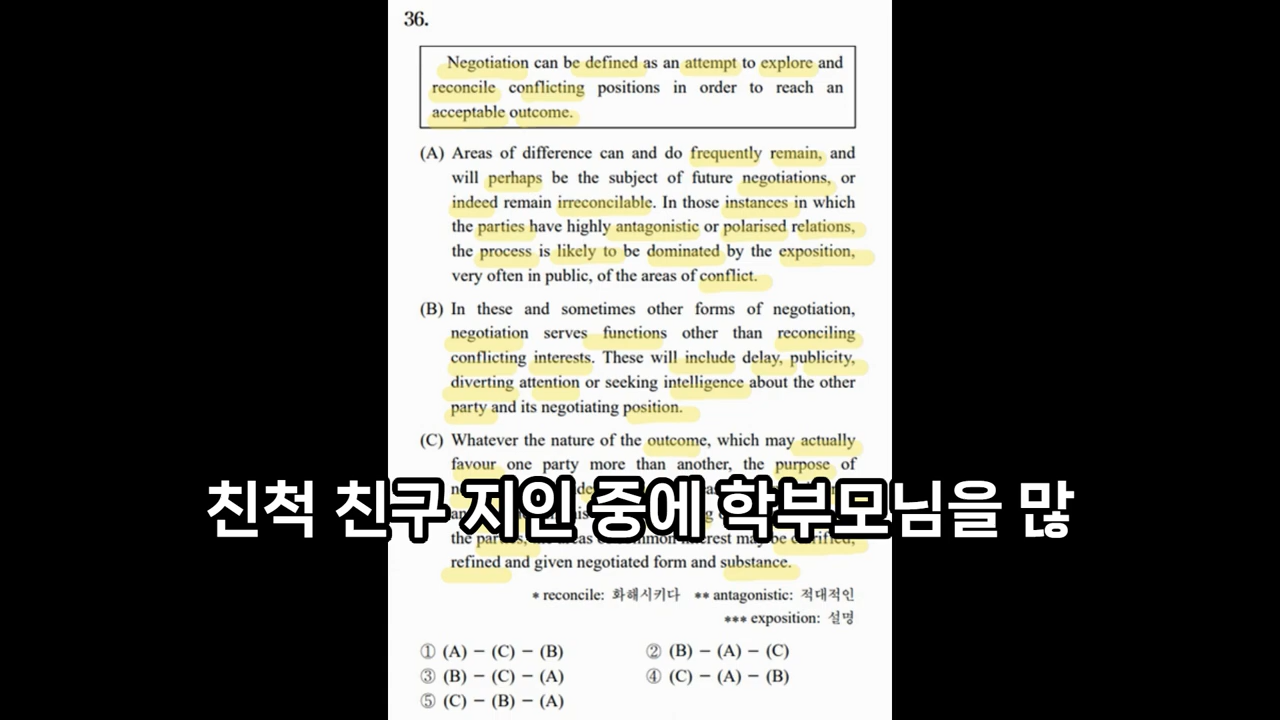 36.
Negotiation can be defined as an attempt to explore and
reconcile conflicting positions in order to reach an
acceptable outcome.
(A) Areas of difference can and do frequently remain, and
will perhaps be the subject of future negotiations, or
indeed remain irreconcilable. In those instances in which
the parties have highly antagonistic or polarised relations,
the process is likely to be dominated by the exposition,
very often in public, of the areas of conflict.
(B) In these and sometimes other forms of negotiation,
negotiation serves functions other than reconciling
conflicting interests. These will include delay, publicity,
diverting attention or seeking intelligence about the other
party and its negotiating position.
(C) Whatever the nature of the outcome, which may actually
favour one party more than another, the purpose of
친척 친구 지인 중에 학부모님을 많
the may be
refined and given negotiated form and substance.
* reconcile: 화해시키다 ** antagonistic: 적대적인
*** exposition: 설명
① (A) − (C) − (B) ② (B) − (A) − (C)
③ (B) − (C) − (A) ④ (C) − (A) − (B)
⑤ (C) − (B) − (A)